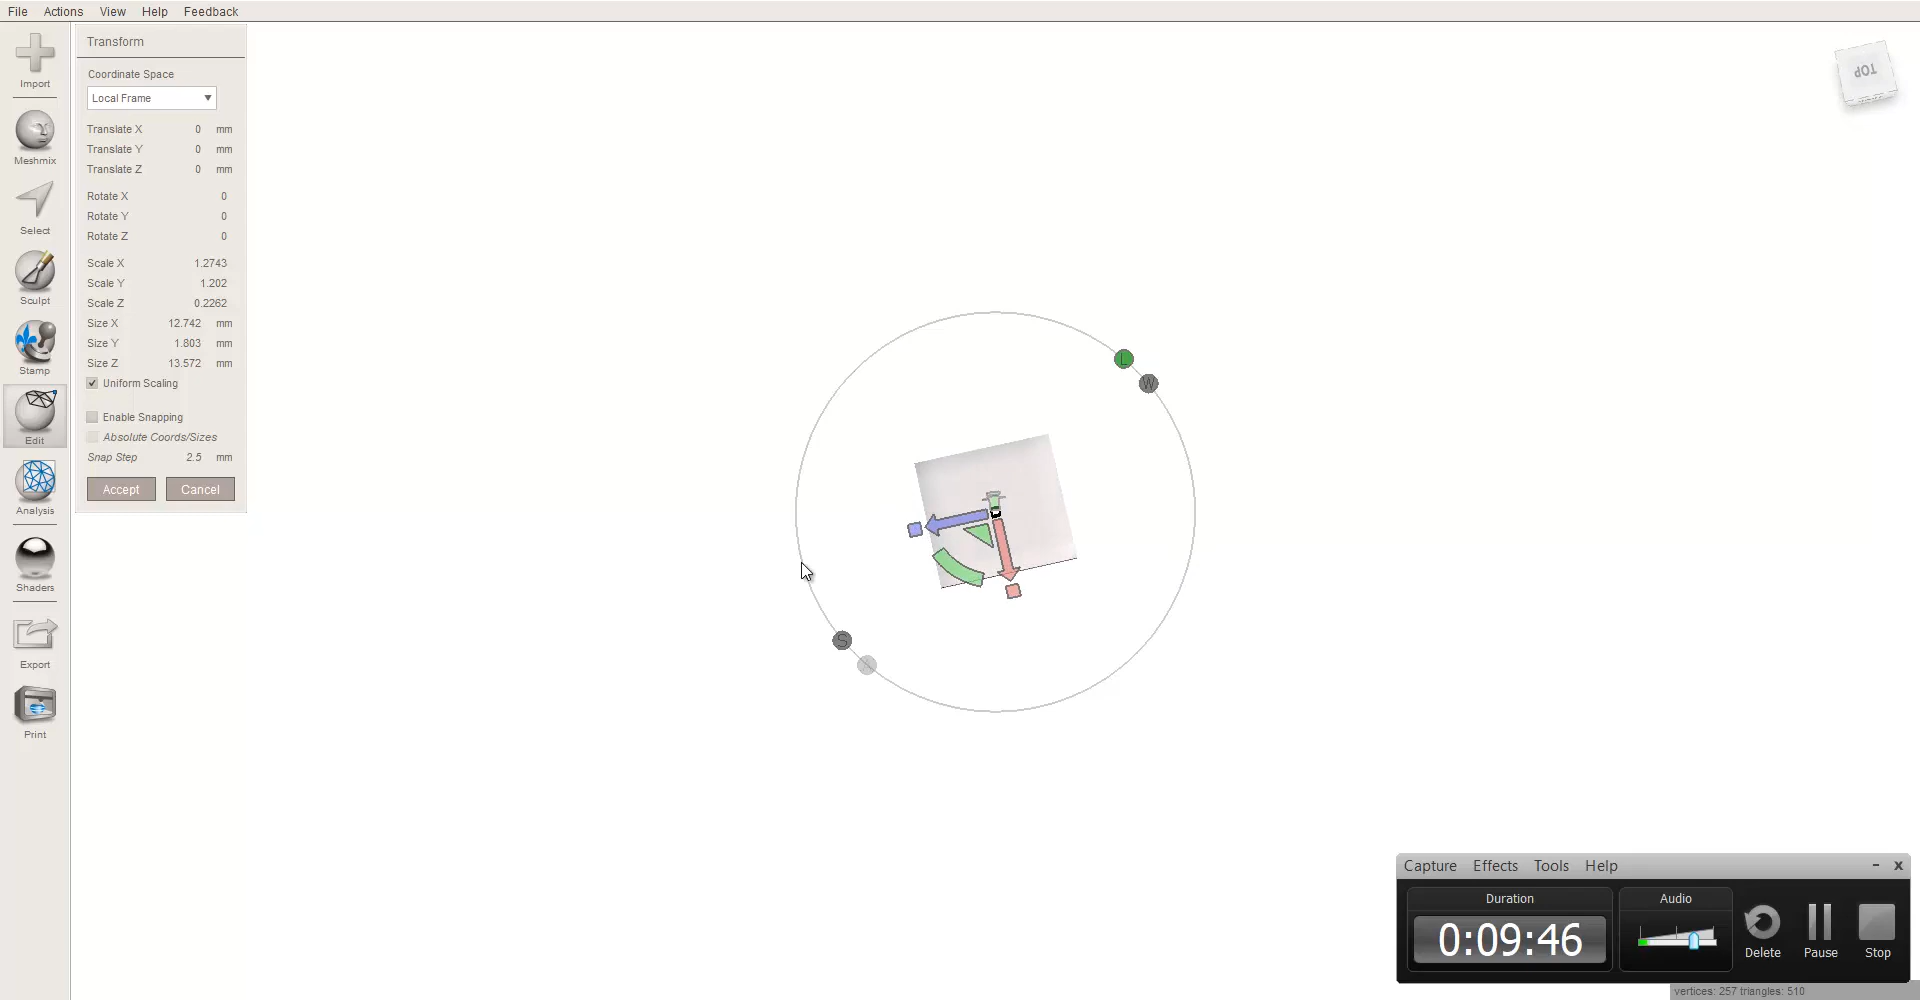 File Actions View Help Feedback
Import
Meshmix
Select
Sculpt
Stamp
Edit
Analysis
Shaders
Export
Print
Transform
Coordinate Space
Local Frame
Translate X 0 mm
Translate Y 0 mm
Translate Z 0 mm
Rotate X 0
Rotate Y 0
Rotate Z 0
Scale X 1.2743
Scale Y 1.202
Scale Z 0.2262
Size X 12.742 mm
Size Y 1.803 mm
Size Z 13.572 mm
Uniform Scaling
Enable Snapping
Absolute Coords/Sizes
Snap Step 2.5 mm
Accept Cancel
TOP
L
W
S
Capture Effects Tools Help
Duration
0:09:46
Audio
Delete Pause Stop
vertices: 257 triangles: 510